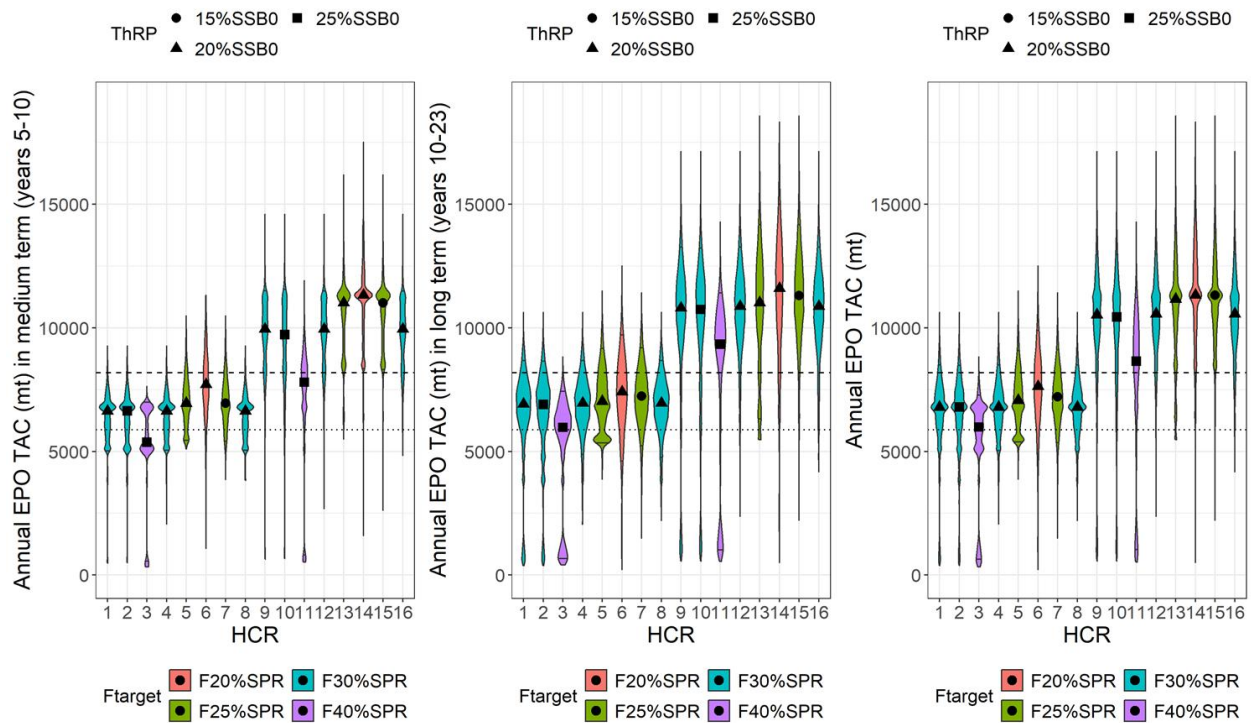 ThRP ● 15%SSB0 ■ 25%SSB0
▲ 20%SSB0
Annual EPO TAC (mt) in medium term (years 5-10)
15000
10000
5000
0
1 2 3 4 5 6 7 8 9 10 11 12 13 14 15 16
HCR
Ftarget F20%SPR F30%SPR
F25%SPR F40%SPR
ThRP ● 15%SSB0 ■ 25%SSB0
▲ 20%SSB0
Annual EPO TAC (mt) in long term (years 10-23)
15000
10000
5000
0
1 2 3 4 5 6 7 8 9 10 11 12 13 14 15 16
HCR
Ftarget F20%SPR F30%SPR
F25%SPR F40%SPR
ThRP ● 15%SSB0 ■ 25%SSB0
▲ 20%SSB0
Annual EPO TAC (mt)
15000
10000
5000
0
1 2 3 4 5 6 7 8 9 10 11 12 13 14 15 16
HCR
Ftarget F20%SPR F30%SPR
F25%SPR F40%SPR